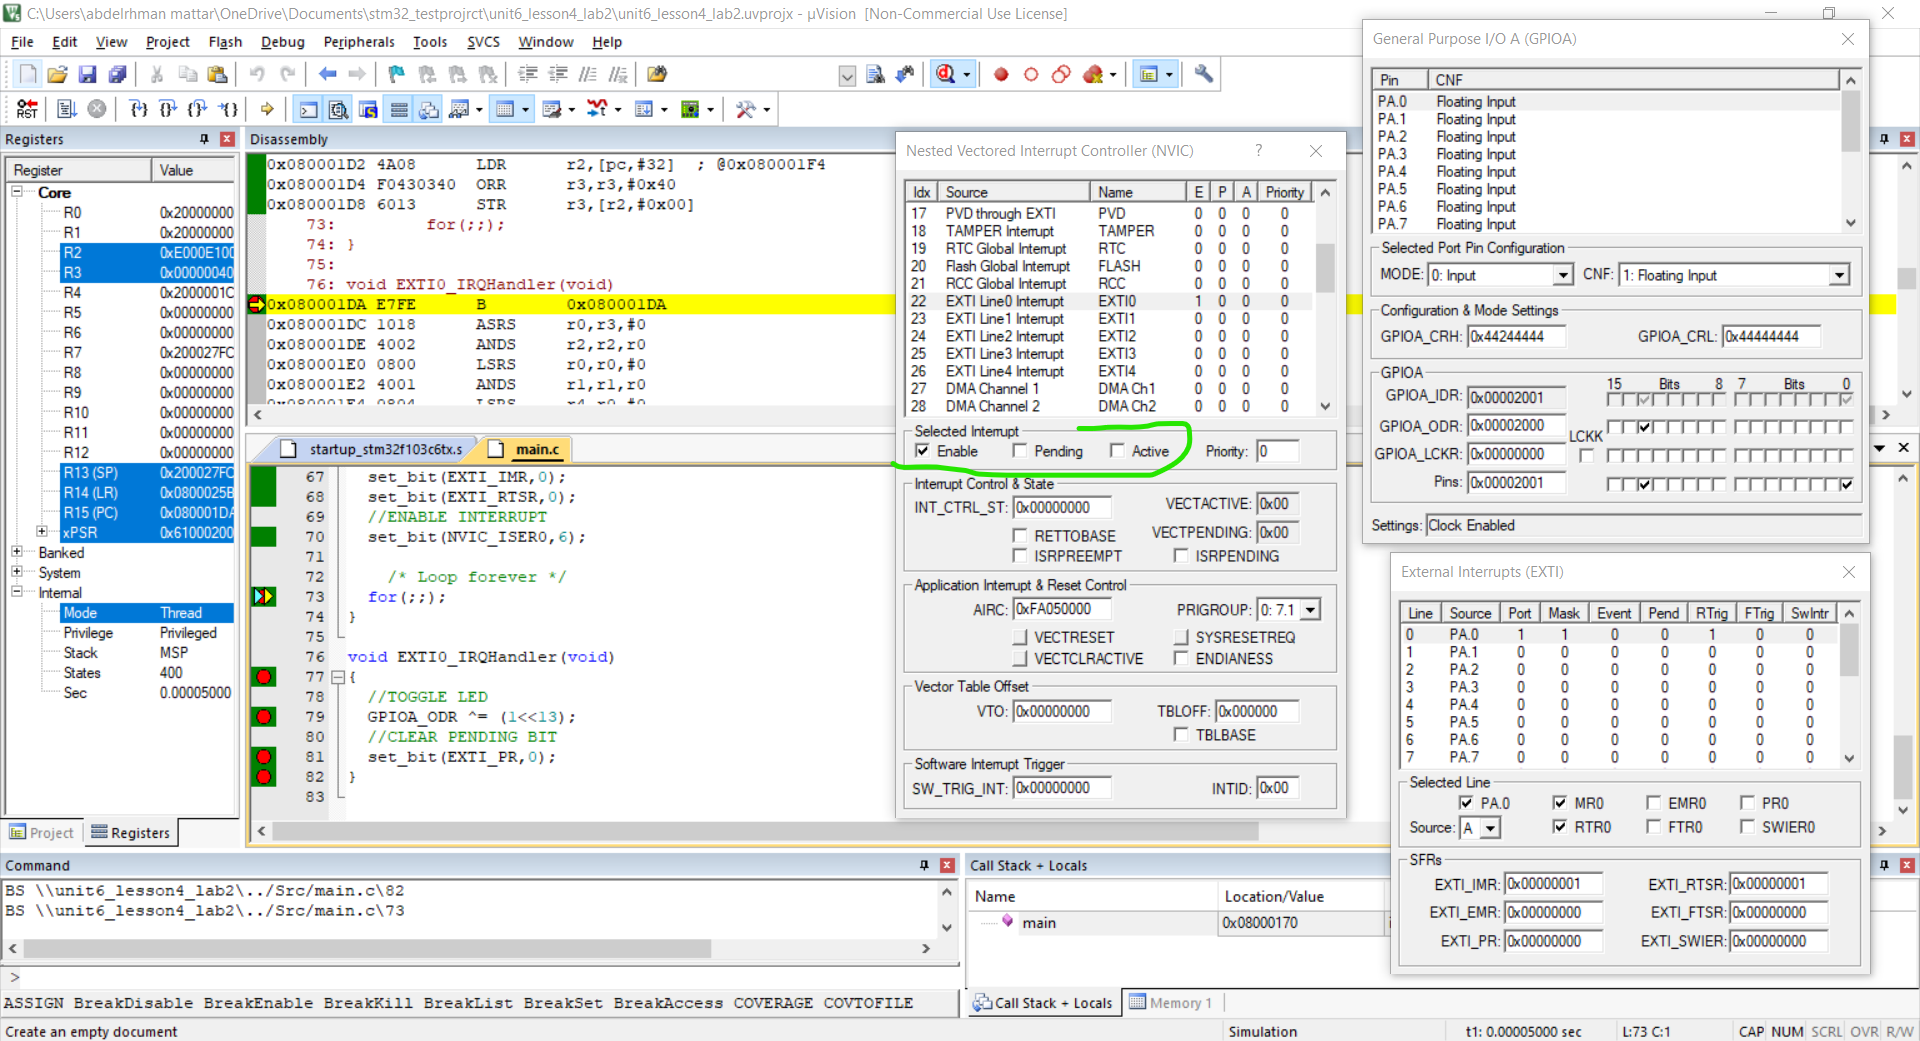 C:\Users\abdelrhman mattar\OneDrive\Documents\stm32_testprojrct\unit6_lesson4_lab2\unit6_lesson4_lab2.uvprojx - µVision [Non-Commercial Use License]
File Edit View Project Flash Debug Peripherals Tools SVCS Window Help
RST
Registers
Register Value
Core
R0 0x20000000
R1 0x20000000
R2 0xE000E100
R3 0x00000040
R4 0x2000001C
R5 0x00000000
R6 0x00000000
R7 0x200027FC
R8 0x00000000
R9 0x00000000
R10 0x00000000
R11 0x00000000
R12 0x00000000
R13 (SP) 0x200027FC
R14 (LR) 0x0800025B
R15 (PC) 0x080001DA
xPSR 0x61000200
Banked
System
Internal
Mode Thread
Privilege Privileged
Stack MSP
States 400
Sec 0.00005000
Project Registers
Disassembly
0x080001D2 4A08 LDR r2,[pc,#32] ; @0x080001F4
0x080001D4 F0430340 ORR r3,r3,#0x40
0x080001D8 6013 STR r3,[r2,#0x00]
73: for(;;);
74: }
75:
76: void EXTI0_IRQHandler(void)
0x080001DA E7FE B 0x080001DA
0x080001DC 1018 ASRS r0,r3,#0
0x080001DE 4002 ANDS r2,r2,r0
0x080001E0 0800 LSRS r0,r0,#0
0x080001E2 4001 ANDS r1,r1,r0
startup_stm32f103c6tx.s main.c
67 set_bit(EXTI_IMR,0);
68 set_bit(EXTI_RTSR,0);
69 //ENABLE INTERRUPT
70 set_bit(NVIC_ISER0,6);
71
72 /* Loop forever */
73 for(;;);
74 }
75
76 void EXTI0_IRQHandler(void)
77 {
78 //TOGGLE LED
79 GPIOA_ODR ^= (1<<13);
80 //CLEAR PENDING BIT
81 set_bit(EXTI_PR,0);
82 }
83
Nested Vectored Interrupt Controller (NVIC) ?
Idx Source Name E P A Priority
17 PVD through EXTI PVD 0 0 0 0
18 TAMPER Interrupt TAMPER 0 0 0 0
19 RTC Global Interrupt RTC 0 0 0 0
20 Flash Global Interrupt FLASH 0 0 0 0
21 RCC Global Interrupt RCC 0 0 0 0
22 EXTI Line0 Interrupt EXTI0 1 0 0 0
23 EXTI Line1 Interrupt EXTI1 0 0 0 0
24 EXTI Line2 Interrupt EXTI2 0 0 0 0
25 EXTI Line3 Interrupt EXTI3 0 0 0 0
26 EXTI Line4 Interrupt EXTI4 0 0 0 0
27 DMA Channel 1 DMA Ch1 0 0 0 0
28 DMA Channel 2 DMA Ch2 0 0 0 0
Selected Interrupt
Enable Pending Active Priority: 0
Interrupt Control & State
INT_CTRL_ST: 0x00000000 VECTACTIVE: 0x00
RETTOBASE VECTPENDING: 0x00
ISRPREEMPT ISRPENDING
Application Interrupt & Reset Control
AIRC: 0xFA050000 PRIGROUP: 0: 7.1
VECTRESET SYSRESETREQ
VECTCLRACTIVE ENDIANESS
Vector Table Offset
VTO: 0x00000000 TBLOFF: 0x000000
TBLBASE
Software Interrupt Trigger
SW_TRIG_INT: 0x00000000 INTID: 0x00
General Purpose I/O A (GPIOA)
Pin CNF
PA.0 Floating Input
PA.1 Floating Input
PA.2 Floating Input
PA.3 Floating Input
PA.4 Floating Input
PA.5 Floating Input
PA.6 Floating Input
PA.7 Floating Input
Selected Port Pin Configuration
MODE: 0: Input CNF: 1: Floating Input
Configuration & Mode Settings
GPIOA_CRH: 0x44244444 GPIOA_CRL: 0x44444444
GPIOA
15 Bits 8 7 Bits 0
GPIOA_IDR: 0x00002001
GPIOA_ODR: 0x00002000
LCKK
GPIOA_LCKR: 0x00000000
Pins: 0x00002001
Settings: Clock Enabled
External Interrupts (EXTI)
Line Source Port Mask Event Pend RTrig FTrig SwIntr
0 PA.0 1 1 0 0 1 0 0
1 PA.1 0 0 0 0 0 0 0
2 PA.2 0 0 0 0 0 0 0
3 PA.3 0 0 0 0 0 0 0
4 PA.4 0 0 0 0 0 0 0
5 PA.5 0 0 0 0 0 0 0
6 PA.6 0 0 0 0 0 0 0
7 PA.7 0 0 0 0 0 0 0
Selected Line
PA.0 MR0 EMR0 PR0
Source: A RTR0 FTR0 SWIER0
SFRs
EXTI_IMR: 0x00000001 EXTI_RTSR: 0x00000001
EXTI_EMR: 0x00000000 EXTI_FTSR: 0x00000000
EXTI_PR: 0x00000000 EXTI_SWIER: 0x00000000
Command
BS \\unit6_lesson4_lab2\../Src/main.c\82
BS \\unit6_lesson4_lab2\../Src/main.c\73
>
ASSIGN BreakDisable BreakEnable BreakKill BreakList BreakSet BreakAccess COVERAGE COVTOFILE
Call Stack + Locals
Name Location/Value
main 0x08000170
Call Stack + Locals Memory 1
Create an empty document Simulation t1: 0.00005000 sec L:73 C:1 CAP NUM SCRL OVR R/W